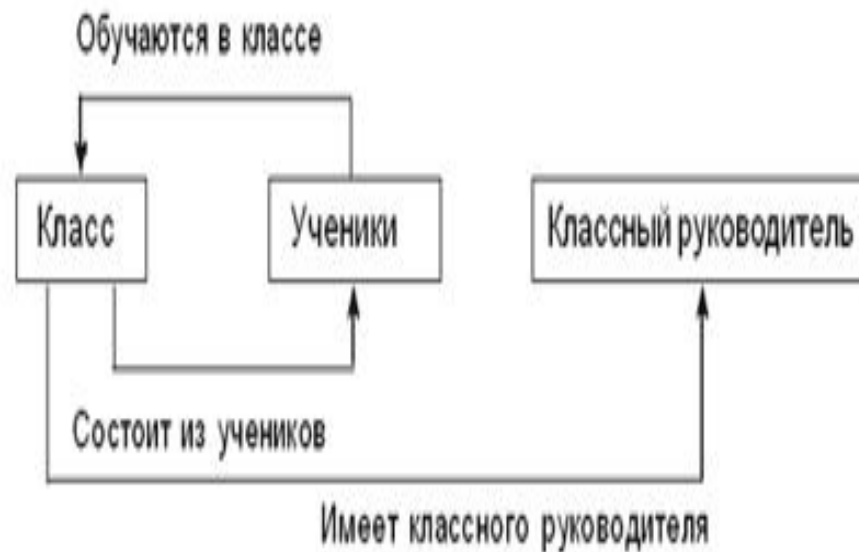 Обучаются в классе
Класс
Ученики
Классный руководитель
Состоит из учеников
Имеет классного руководителя